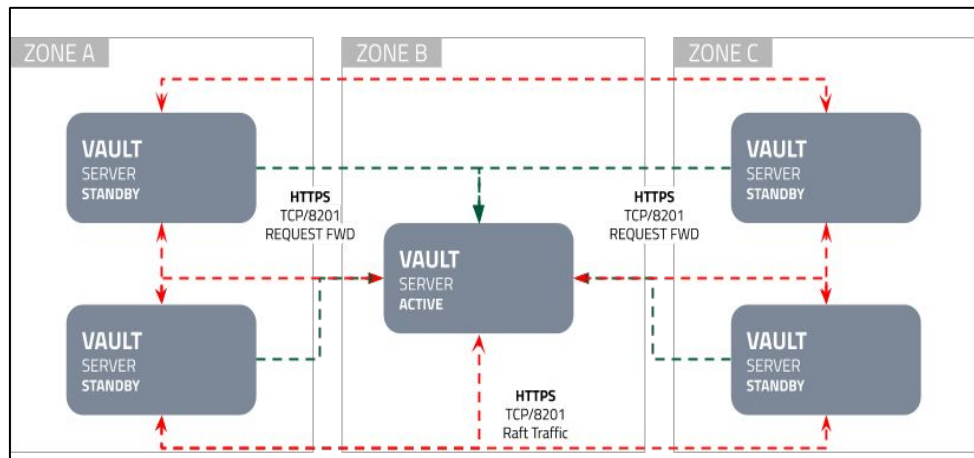 ZONE A
ZONE B
ZONE C
VAULT
SERVER
STANDBY
VAULT
SERVER
STANDBY
HTTPS
TCP/8201
REQUEST FWD
HTTPS
TCP/8201
REQUEST FWD
VAULT
SERVER
ACTIVE
VAULT
SERVER
STANDBY
VAULT
SERVER
STANDBY
HTTPS
TCP/8201
Raft Traffic